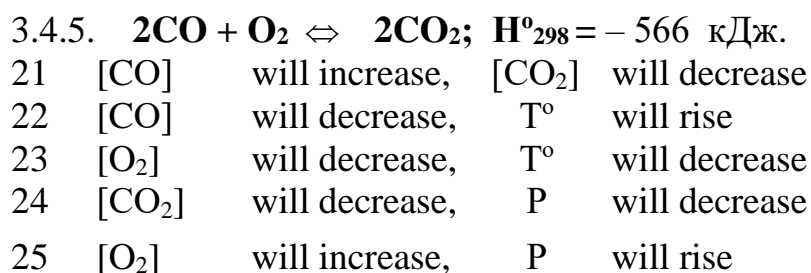 3.4.5. 2CO + O₂ ⇔ 2CO₂; Hº₂₉₈ = – 566 кДж.
21 [CO] will increase, [CO₂] will decrease
22 [CO] will decrease, Tº will rise
23 [O₂] will decrease, Tº will decrease
24 [CO₂] will decrease, P will decrease
25 [O₂] will increase, P will rise